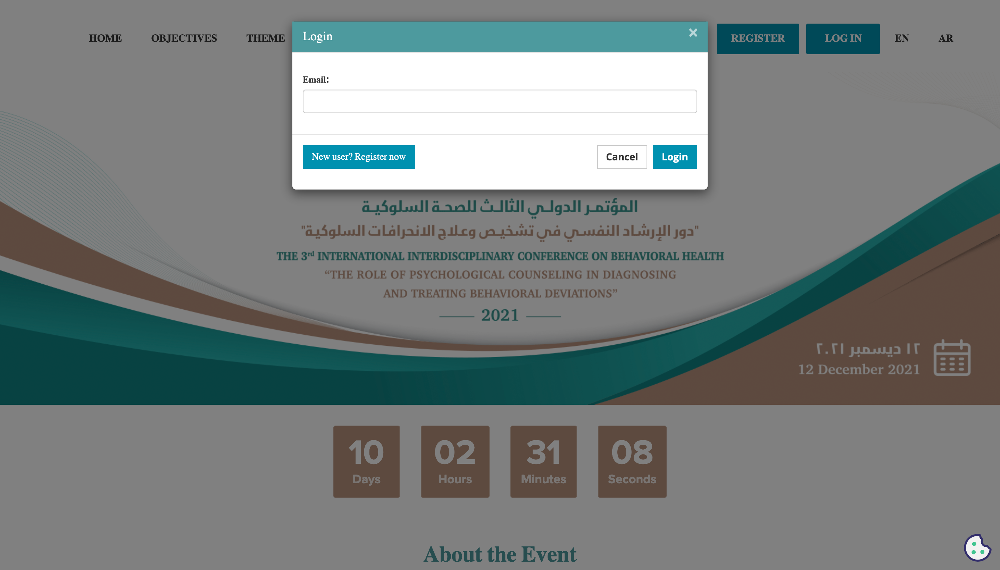 HOME OBJECTIVES THEME REGISTER LOG IN EN AR
Login ×
Email:
New user? Register now Cancel Login
المؤتمر الدولي الثالث للصحة السلوكية
"دور الإرشاد النفسي في تشخيص وعلاج الانحرافات السلوكية"
THE 3rd INTERNATIONAL INTERDISCIPLINARY CONFERENCE ON BEHAVIORAL HEALTH
“THE ROLE OF PSYCHOLOGICAL COUNSELING IN DIAGNOSING
AND TREATING BEHAVIORAL DEVIATIONS”
2021
١٢ ديسمبر ٢٠٢١
12 December 2021
10 02 31 08
Days Hours Minutes Seconds
About the Event